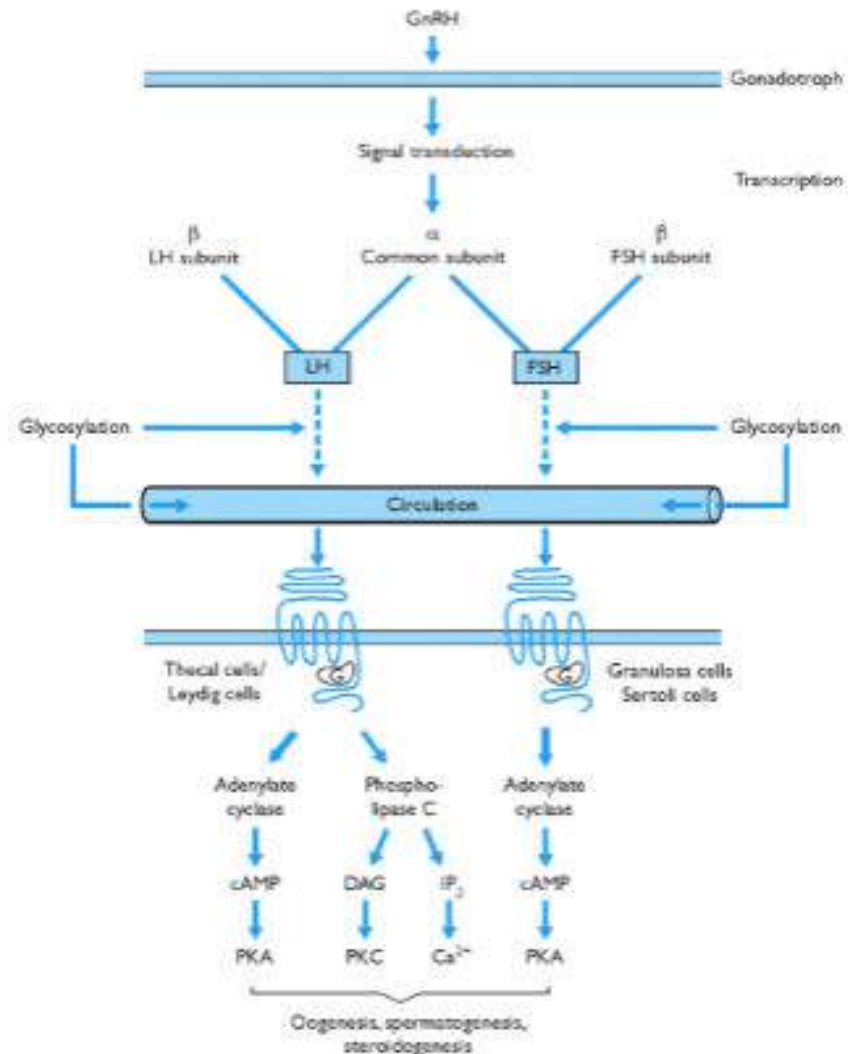 GnRH
Gonadotroph
Signal transduction
Transcription
β
LH subunit
α
Common subunit
β
FSH subunit
LH
FSH
Glycosylation
Glycosylation
Circulation
Thecal cells/
Leydig cells
G
G
Granulosa cells
Sertoli cells
Adenylate
cyclase
Phospho-
lipase C
Adenylate
cyclase
cAMP
DAG
IP₃
cAMP
PKA
PKC
Ca²⁺
PKA
Oogenesis, spermatogenesis,
steroidogenesis